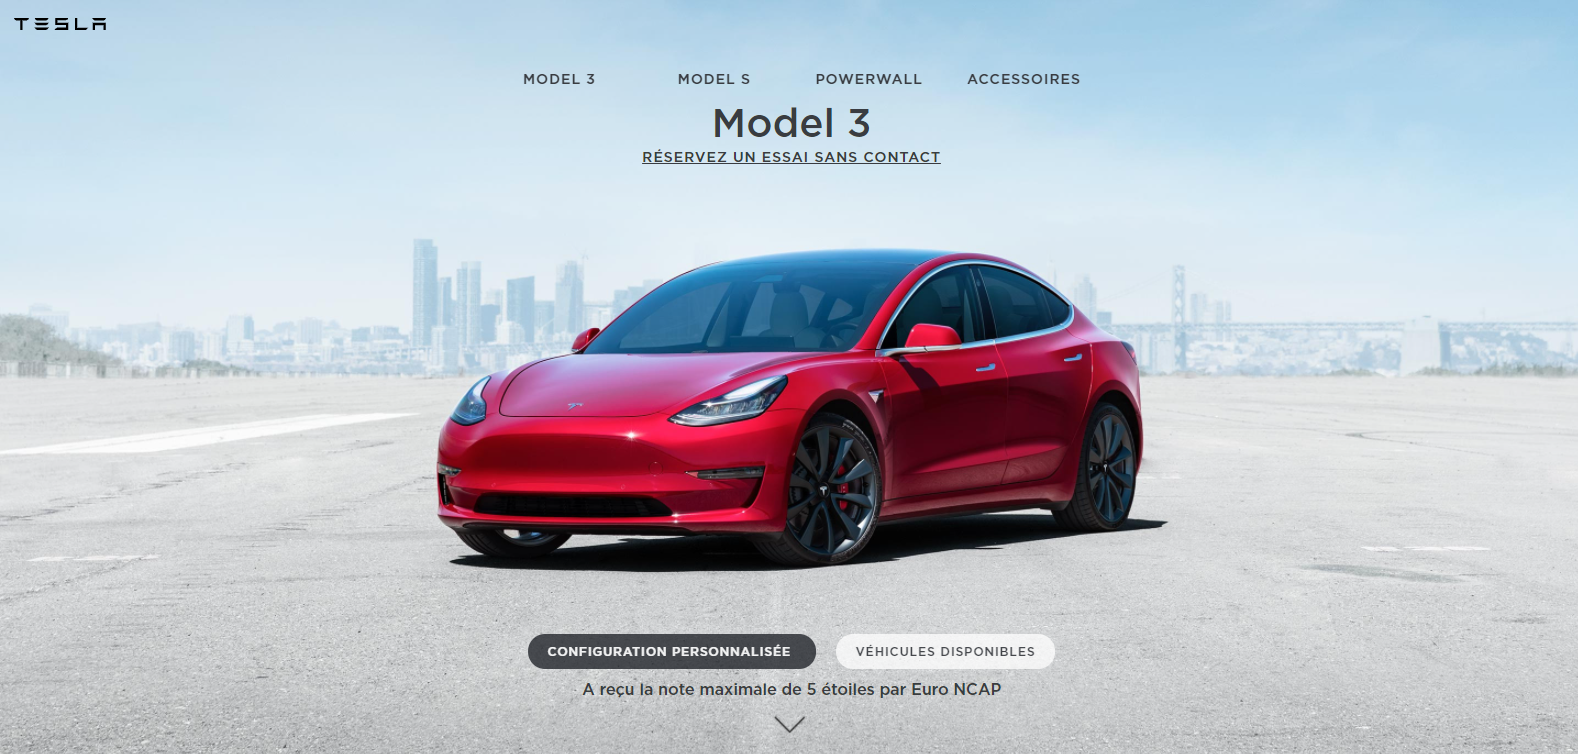 TESLA
MODEL 3 MODEL S POWERWALL ACCESSOIRES
Model 3
RÉSERVEZ UN ESSAI SANS CONTACT
CONFIGURATION PERSONNALISÉE VÉHICULES DISPONIBLES
A reçu la note maximale de 5 étoiles par Euro NCAP